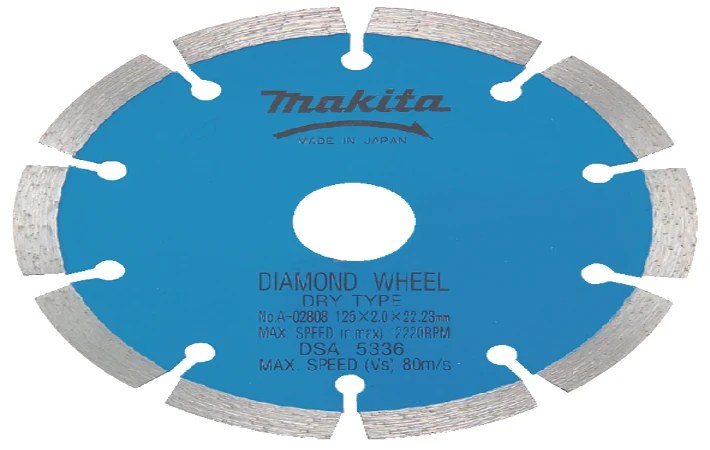 makita
MADE IN JAPAN
DIAMOND WHEEL
DRY TYPE
No.A-02808 125×2.0×22.23mm
MAX. SPEED (r max) 2220RPM
DSA 5336
MAX. SPEED (Vs) 80m/s